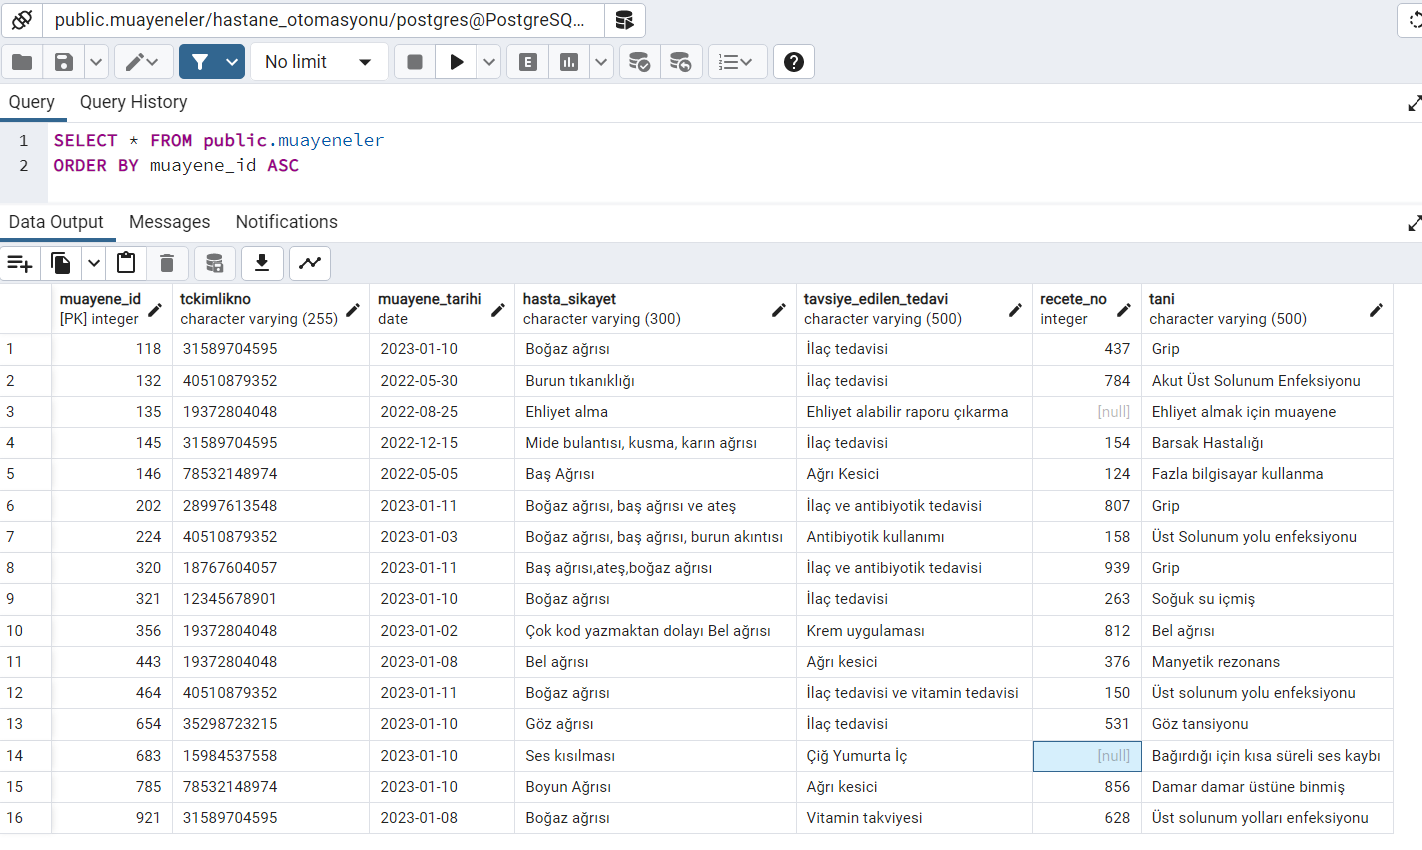 public.muayeneler/hastane_otomasyonu/postgres@PostgreSQ...
No limit
E
Query Query History
1 SELECT * FROM public.muayeneler
2 ORDER BY muayene_id ASC
Data Output Messages Notifications
muayene_id tckimlikno muayene_tarihi hasta_sikayet tavsiye_edilen_tedavi recete_no tani
[PK] integer character varying (255) date character varying (300) character varying (500) integer character varying (500)
1 118 31589704595 2023-01-10 Boğaz ağrısı İlaç tedavisi 437 Grip
2 132 40510879352 2022-05-30 Burun tıkanıklığı İlaç tedavisi 784 Akut Üst Solunum Enfeksiyonu
3 135 19372804048 2022-08-25 Ehliyet alma Ehliyet alabilir raporu çıkarma [null] Ehliyet almak için muayene
4 145 31589704595 2022-12-15 Mide bulantısı, kusma, karın ağrısı İlaç tedavisi 154 Barsak Hastalığı
5 146 78532148974 2022-05-05 Baş Ağrısı Ağrı Kesici 124 Fazla bilgisayar kullanma
6 202 28997613548 2023-01-11 Boğaz ağrısı, baş ağrısı ve ateş İlaç ve antibiyotik tedavisi 807 Grip
7 224 40510879352 2023-01-03 Boğaz ağrısı, baş ağrısı, burun akıntısı Antibiyotik kullanımı 158 Üst Solunum yolu enfeksiyonu
8 320 18767604057 2023-01-11 Baş ağrısı,ateş,boğaz ağrısı İlaç ve antibiyotik tedavisi 939 Grip
9 321 12345678901 2023-01-10 Boğaz ağrısı İlaç tedavisi 263 Soğuk su içmiş
10 356 19372804048 2023-01-02 Çok kod yazmaktan dolayı Bel ağrısı Krem uygulaması 812 Bel ağrısı
11 443 19372804048 2023-01-08 Bel ağrısı Ağrı kesici 376 Manyetik rezonans
12 464 40510879352 2023-01-11 Boğaz ağrısı İlaç tedavisi ve vitamin tedavisi 150 Üst solunum yolu enfeksiyonu
13 654 35298723215 2023-01-10 Göz ağrısı İlaç tedavisi 531 Göz tansiyonu
14 683 15984537558 2023-01-10 Ses kısılması Çiğ Yumurta İç [null] Bağırdığı için kısa süreli ses kaybı
15 785 78532148974 2023-01-10 Boyun Ağrısı Ağrı kesici 856 Damar damar üstüne binmiş
16 921 31589704595 2023-01-08 Boğaz ağrısı Vitamin takviyesi 628 Üst solunum yolları enfeksiyonu